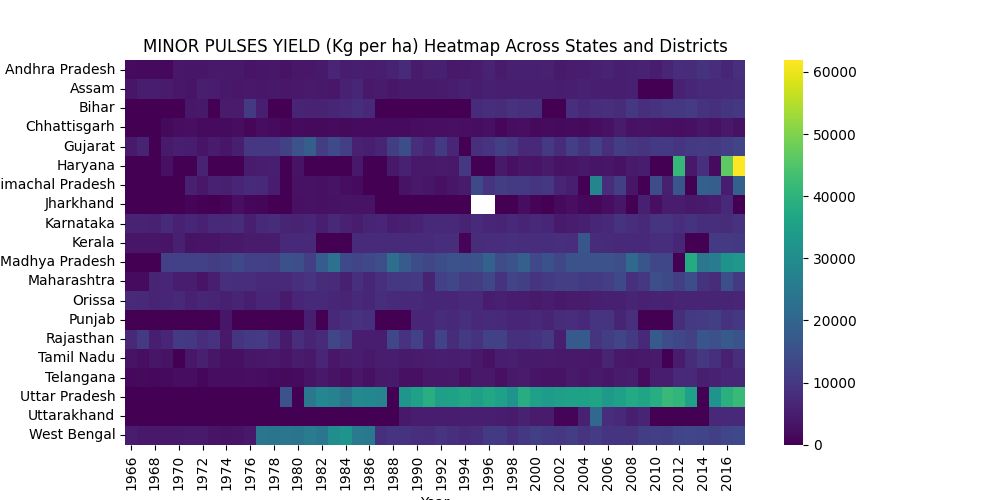 MINOR PULSES YIELD (Kg per ha) Heatmap Across States and Districts
Andhra Pradesh
Assam
Bihar
Chhattisgarh
Gujarat
Haryana
imachal Pradesh
Jharkhand
Karnataka
Kerala
Madhya Pradesh
Maharashtra
Orissa
Punjab
Rajasthan
Tamil Nadu
Telangana
Uttar Pradesh
Uttarakhand
West Bengal
1966 1968 1970 1972 1974 1976 1978 1980 1982 1984 1986 1988 1990 1992 1994 1996 1998 2000 2002 2004 2006 2008 2010 2012 2014 2016
Year
60000
50000
40000
30000
20000
10000
0